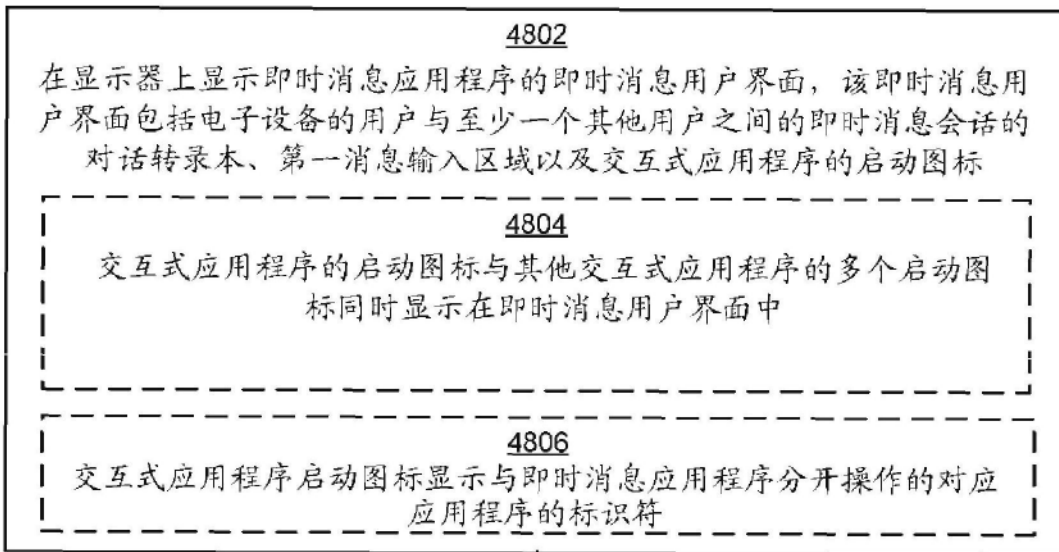 4802
在显示器上显示即时消息应用程序的即时消息用户界面，该即时消息用
户界面包括电子设备的用户与至少一个其他用户之间的即时消息会话的
对话转录本、第一消息输入区域以及交互式应用程序的启动图标
4804
交互式应用程序的启动图标与其他交互式应用程序的多个启动图
标同时显示在即时消息用户界面中
4806
交互式应用程序启动图标显示与即时消息应用程序分开操作的对应
应用程序的标识符